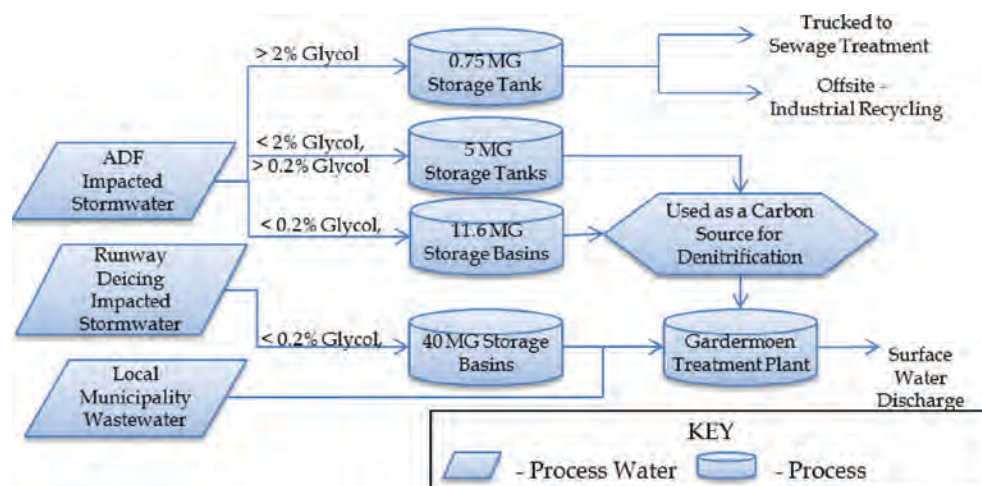 ADF
Impacted
Stormwater
Runway
Deicing
Impacted
Stormwater
Local
Municipality
Wastewater
> 2% Glycol
< 2% Glycol,
> 0.2% Glycol
< 0.2% Glycol,
< 0.2% Glycol,
0.75 MG
Storage Tank
5 MG
Storage Tanks
11.6 MG
Storage Basins
40 MG Storage
Basins
Trucked to
Sewage Treatment
Offsite -
Industrial Recycling
Used as a Carbon
Source for
Denitrification
Gardermoen
Treatment Plant
Surface
Water
Discharge
KEY
- Process Water
- Process